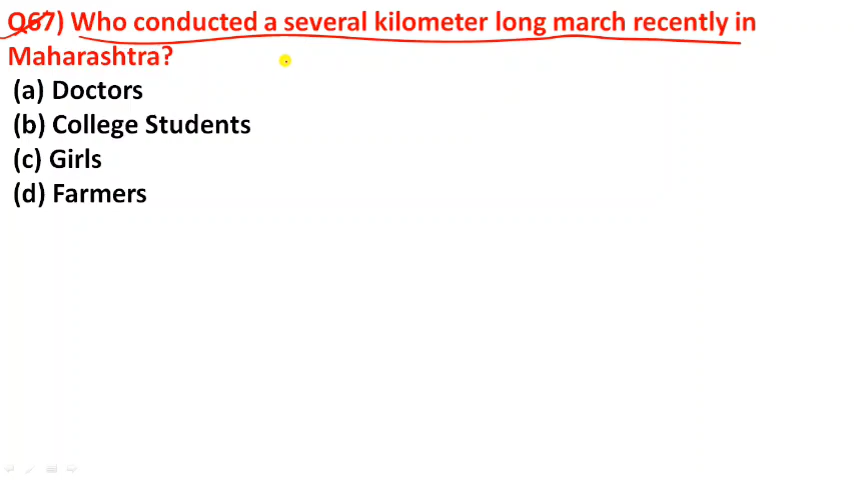 Q67) Who conducted a several kilometer long march recently in
Maharashtra?
(a) Doctors
(b) College Students
(c) Girls
(d) Farmers